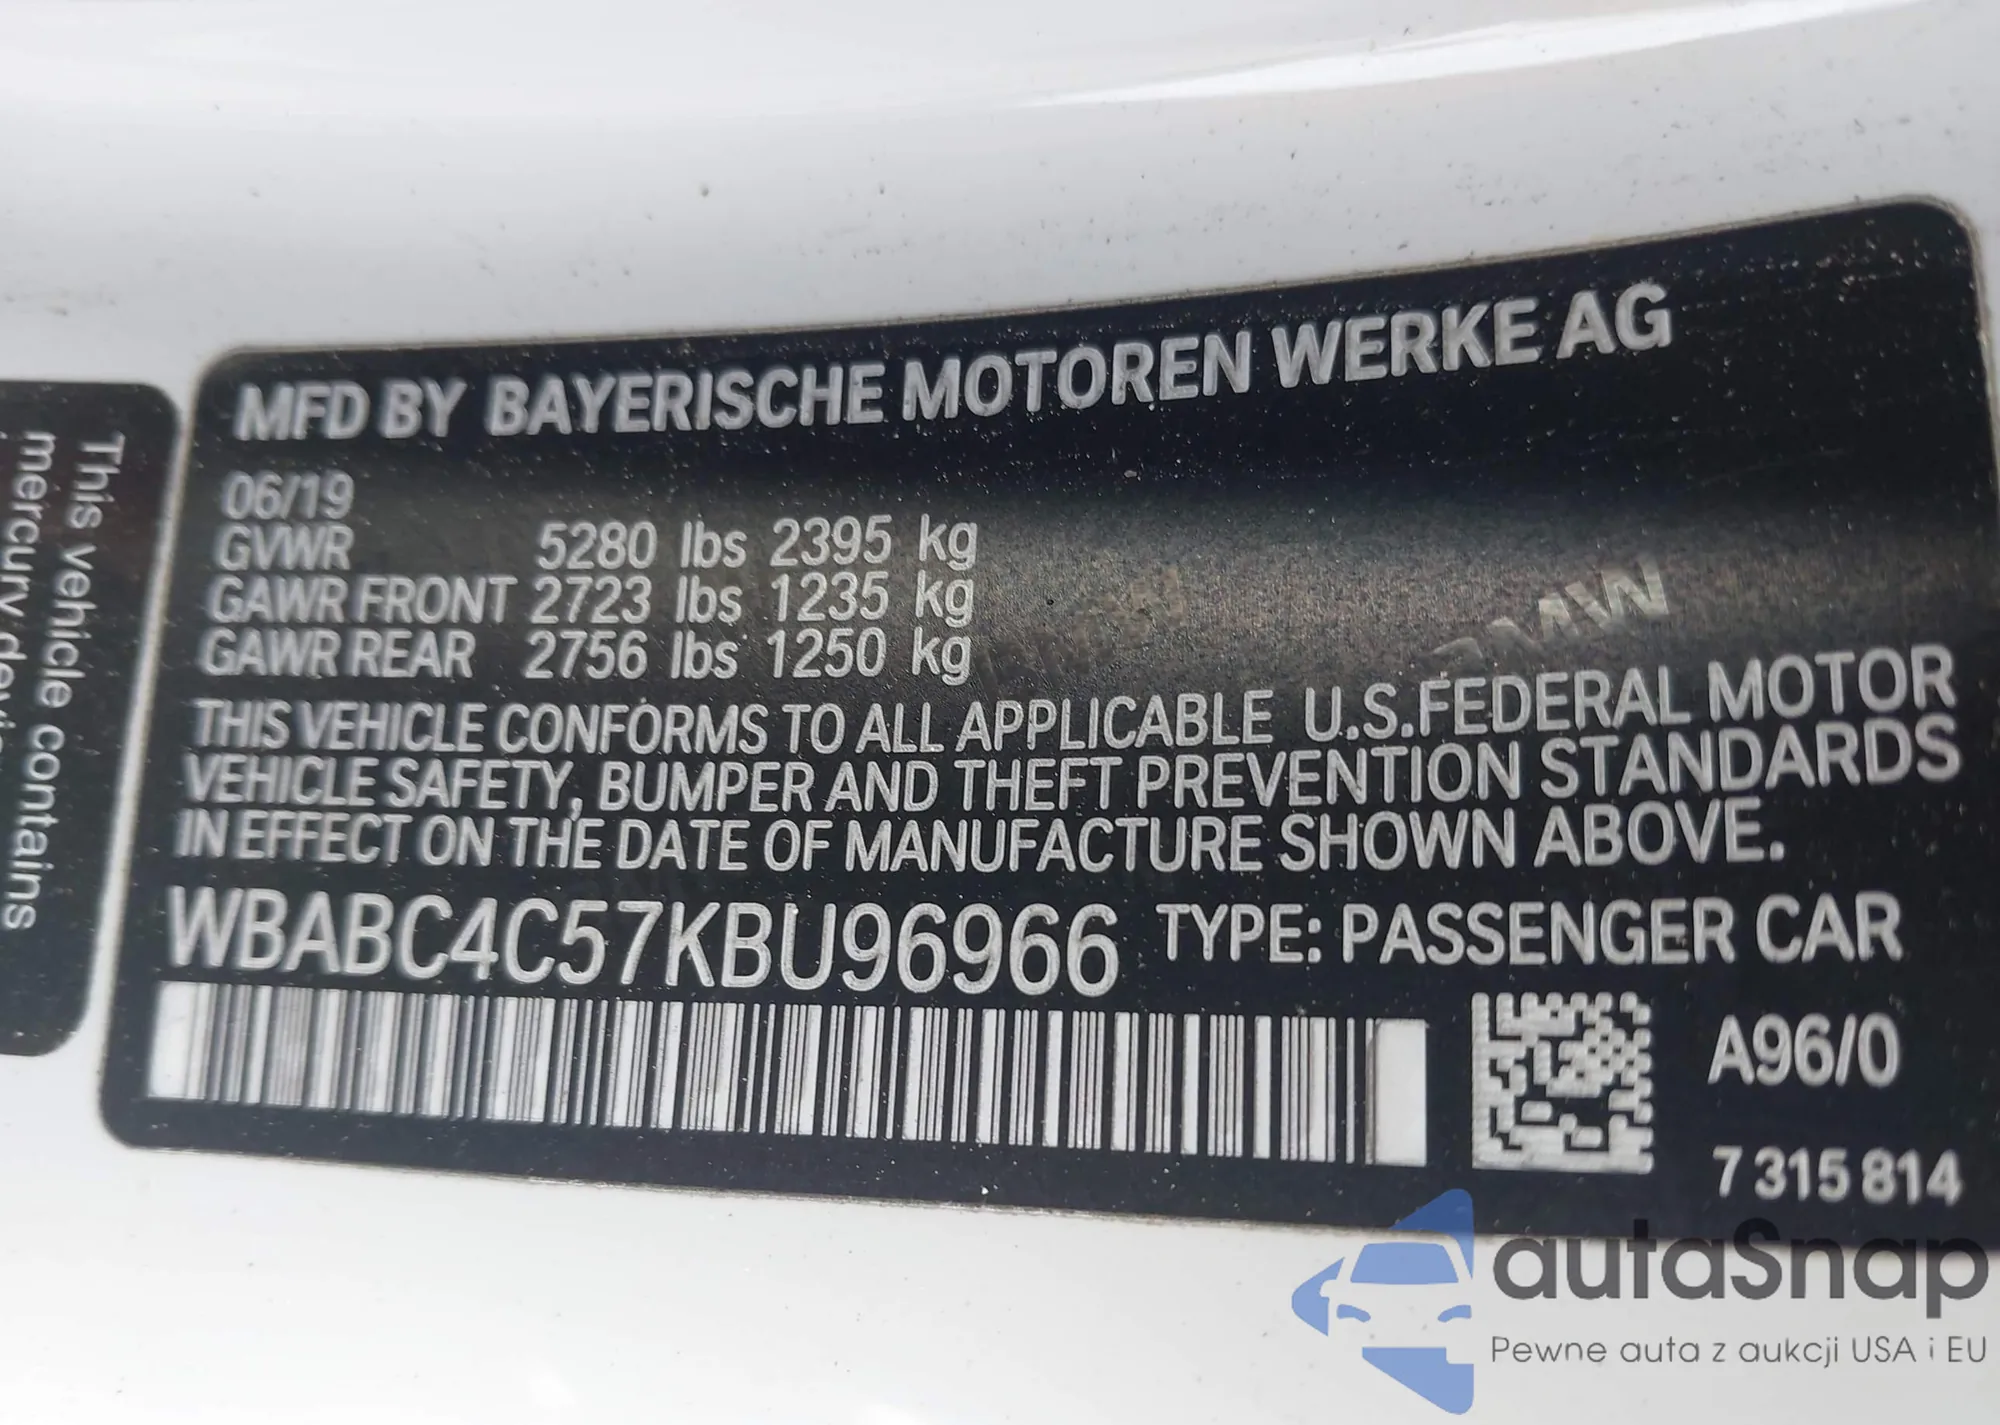 MFD BY BAYERISCHE MOTOREN WERKE AG
06/19
GVWR 5280 lbs 2395 kg
GAWR FRONT 2723 lbs 1235 kg
GAWR REAR 2756 lbs 1250 kg
BMW
THIS VEHICLE CONFORMS TO ALL APPLICABLE U.S.FEDERAL MOTOR
VEHICLE SAFETY, BUMPER AND THEFT PREVENTION STANDARDS
IN EFFECT ON THE DATE OF MANUFACTURE SHOWN ABOVE.
WBABC4C57KBU96966 TYPE: PASSENGER CAR
A96/0
7 315 814
This vehicle contains
mercury
autaSnap
Pewne auta z aukcji USA i EU